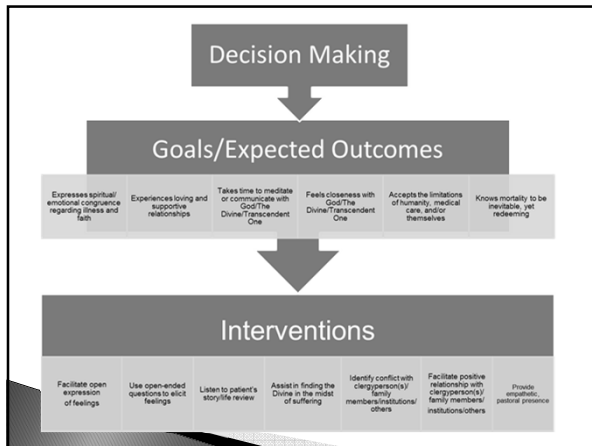 Decision Making
Goals/Expected Outcomes
Expresses spiritual/
emotional congruence
regarding illness and
faith
Experiences loving and
supportive
relationships
Takes time to meditate
or communicate with
God/The
Divine/Transcendent
One
Feels closeness with
God/The
Divine/Transcendent
One
Accepts the limitations
of humanity, medical
care, and/or
themselves
Knows mortality to be
inevitable, yet
redeeming
Interventions
Facilitate open
expression
of feelings
Use open-ended
questions to elicit
feelings
Listen to patient's
story/life review
Assist in finding the
Divine in the midst
of suffering
Identify conflict with
clergyperson(s)/
family
members/institutions/
others
Facilitate positive
relationship with
clergyperson(s)/
family members/
institutions/others
Provide
empathetic,
pastoral presence